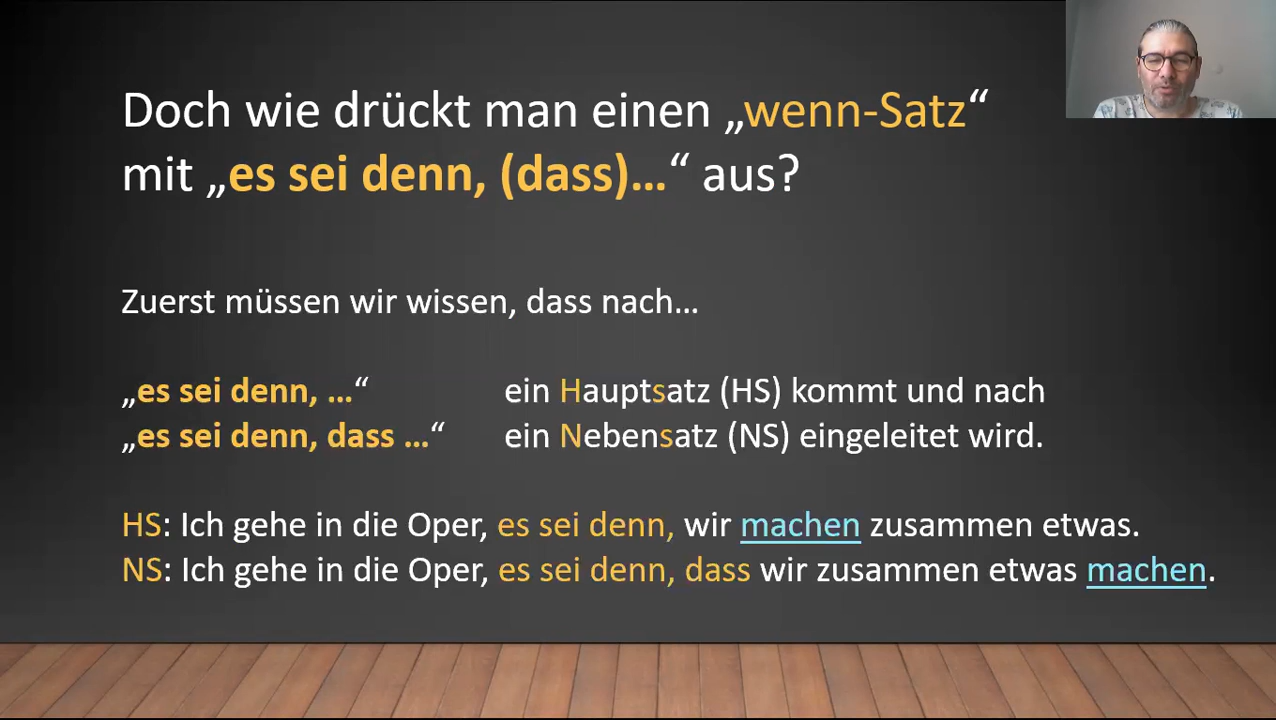 Doch wie drückt man einen „wenn-Satz“
mit „es sei denn, (dass)…“ aus?
Zuerst müssen wir wissen, dass nach…
„es sei denn, …“ ein Hauptsatz (HS) kommt und nach
„es sei denn, dass …“ ein Nebensatz (NS) eingeleitet wird.
HS: Ich gehe in die Oper, es sei denn, wir machen zusammen etwas.
NS: Ich gehe in die Oper, es sei denn, dass wir zusammen etwas machen.